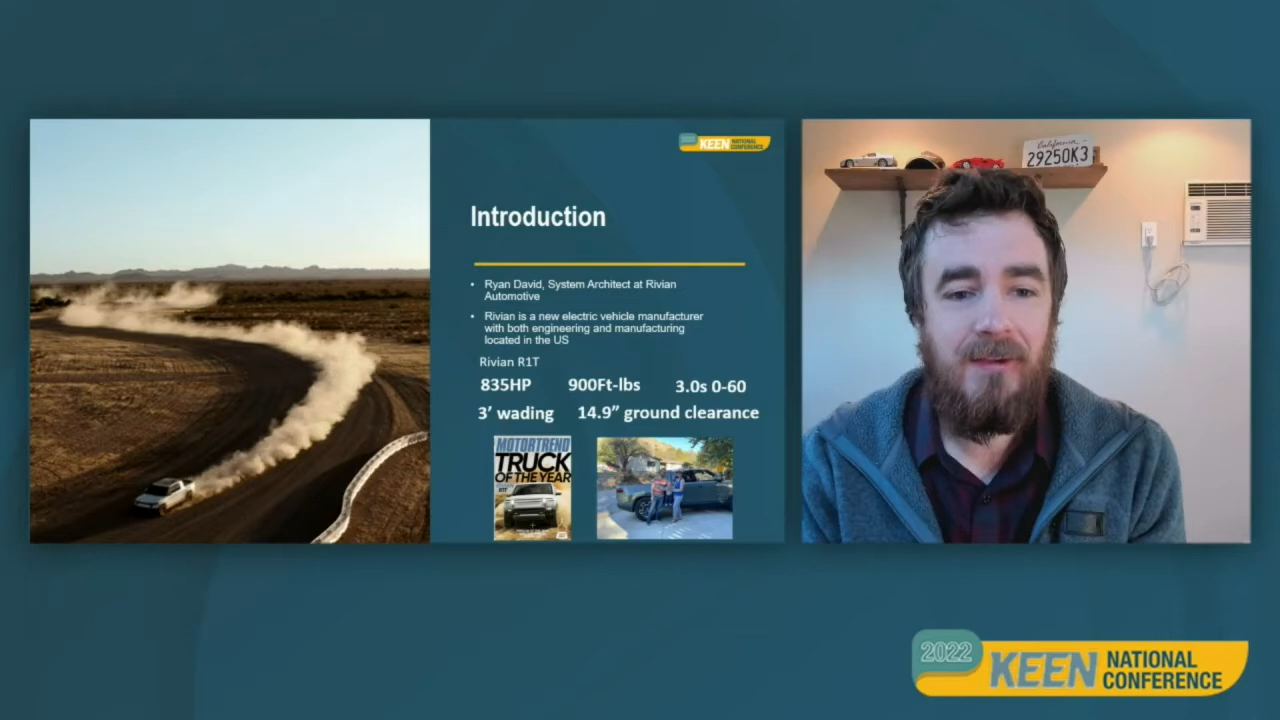 KEEN NATIONAL
CONFERENCE
Introduction
• Ryan David, System Architect at Rivian
Automotive
• Rivian is a new electric vehicle manufacturer
with both engineering and manufacturing
located in the US
Rivian R1T
835HP 900Ft-lbs 3.0s 0-60
3’ wading 14.9” ground clearance
MOTORTREND
TRUCK
OF THE YEAR
California
29250K3
2022 KEEN NATIONAL
CONFERENCE